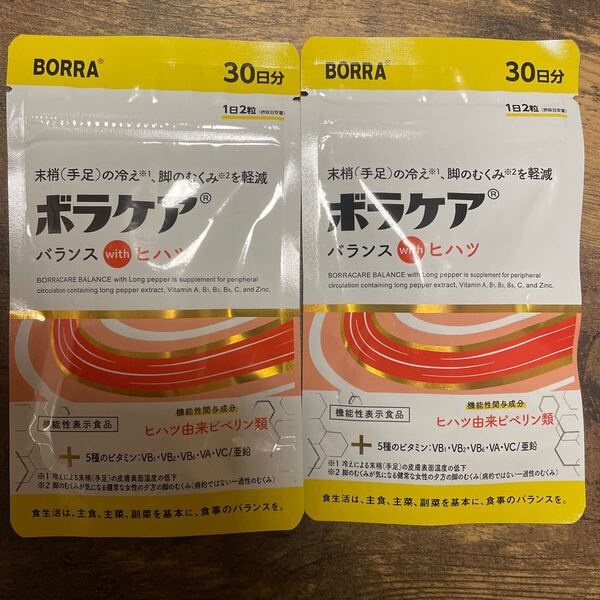 BORRA®
30日分
1日2粒(摂取目安量)
末梢(手足)の冷え※1、脚のむくみ※2を軽減
ボラケア®
バランス with ヒハツ
BORRACARE BALANCE with Long pepper is supplement for peripheral
circulation containing long pepper extract, Vitamin A, B1, B2, B6, C, and Zinc.
機能性表示食品
機能性関与成分
ヒハツ由来ピペリン類
+ 5種のビタミン:VB1・VB2・VB6・VA・VC/亜鉛
※1 冷えによる末梢(手足)の皮膚表面温度の低下
※2 脚のむくみが気になる健常な女性の夕方の脚のむくみ(病的ではない一過性のむくみ)
食生活は、主食、主菜、副菜を基本に、食事のバランスを。
BORRA®
30日分
1日2粒(摂取目安量)
末梢(手足)の冷え※1、脚のむくみ※2を軽減
ボラケア®
バランス with ヒハツ
BORRACARE BALANCE with Long pepper is supplement for peripheral
circulation containing long pepper extract, Vitamin A, B1, B2, B6, C, and Zinc.
機能性表示食品
機能性関与成分
ヒハツ由来ピペリン類
+ 5種のビタミン:VB1・VB2・VB6・VA・VC/亜鉛
※1 冷えによる末梢(手足)の皮膚表面温度の低下
※2 脚のむくみが気になる健常な女性の夕方の脚のむくみ(病的ではない一過性のむくみ)
食生活は、主食、主菜、副菜を基本に、食事のバランスを。